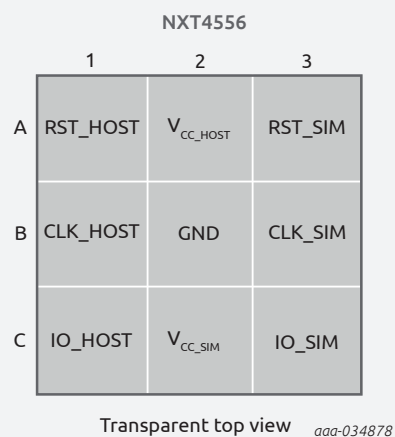 NXT4556
1 2 3
A RST_HOST VCC_HOST RST_SIM
B CLK_HOST GND CLK_SIM
C IO_HOST VCC_SIM IO_SIM
Transparent top view aaa-034878